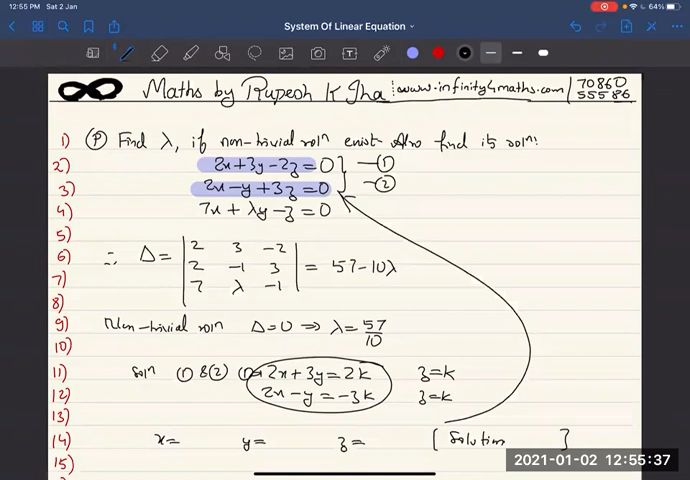 12:55 PM Sat 2 Jan 64%
System Of Linear Equation
∞ Maths by Rupesh K Jha www.infinity4maths.com 7086D
55586
1) (P) Find λ, if non-trivial solⁿ exist. Also find its solⁿ:
2) 2x+3y-2z=0 —①
3) 2x-y+3z=0 —②
4) 7x+λy-z=0
5)
6) ∴ Δ= | 2 3 -2 |
7) | 2 -1 3 | = 57-10λ
8) | 7 λ -1 |
9) Non-trivial solⁿ Δ=0 ⇒ λ=57/10
10)
11) Solⁿ ① & ② ①→ 2x+3y=2k z=k
12) 2x-y=-3k z=k
13)
14) x= y= z= [Solution ]
15)
2021-01-02 12:55:37